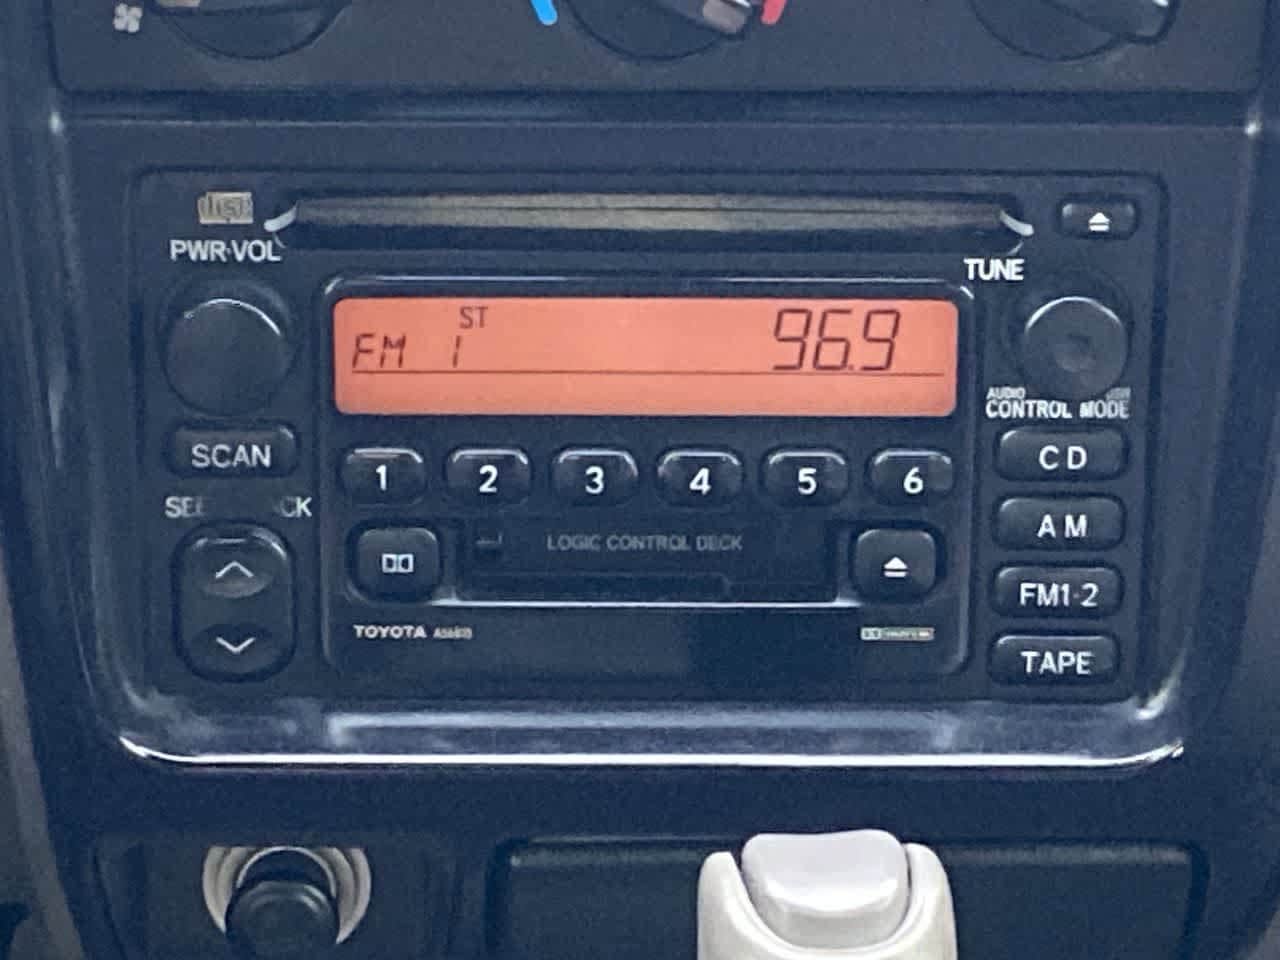 PWR·VOL
TUNE
ST
FM 1
96.9
AUDIO
CONTROL MODE
SCAN
1 2 3 4 5 6
CD
AM
FM1·2
TAPE
LOGIC CONTROL DECK
TOYOTA